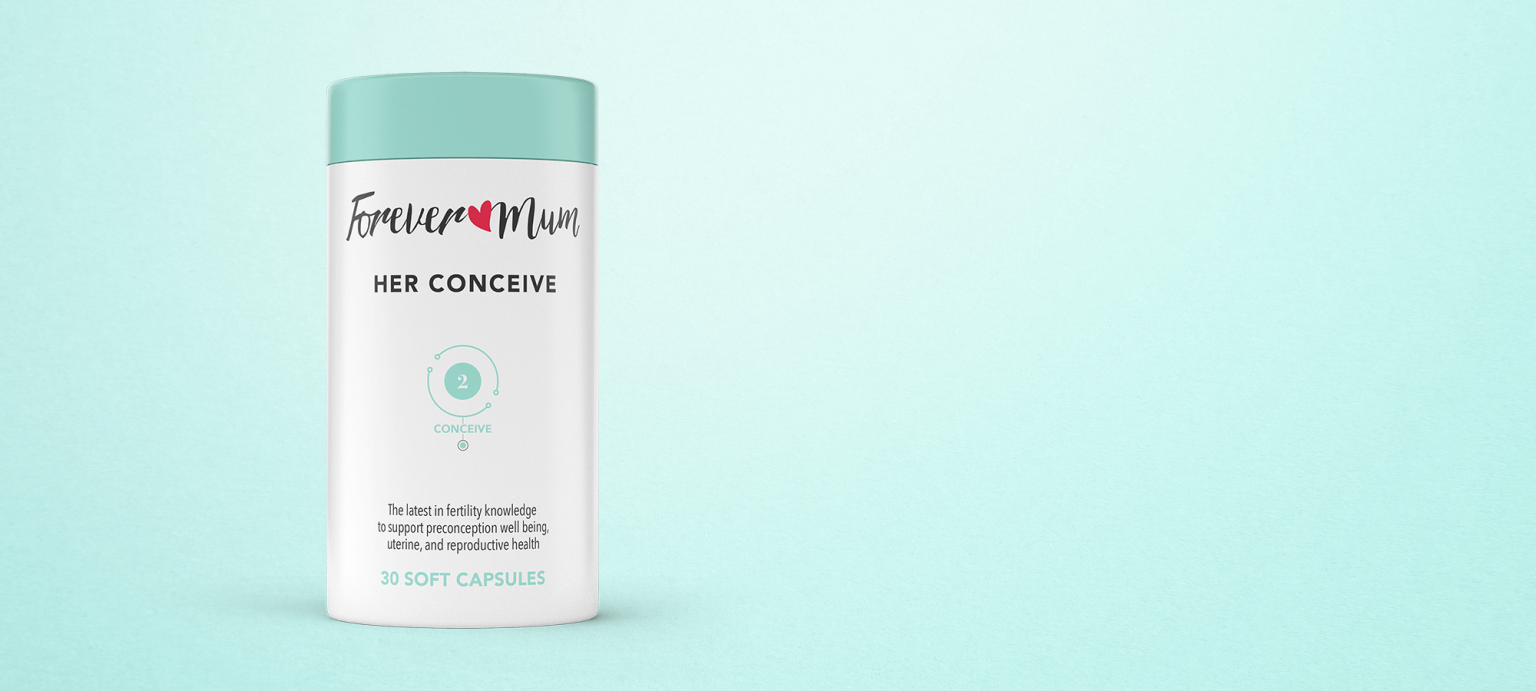 Forever Mum
HER CONCEIVE
2
CONCEIVE
The latest in fertility knowledge
to support preconception well being,
uterine, and reproductive health
30 SOFT CAPSULES